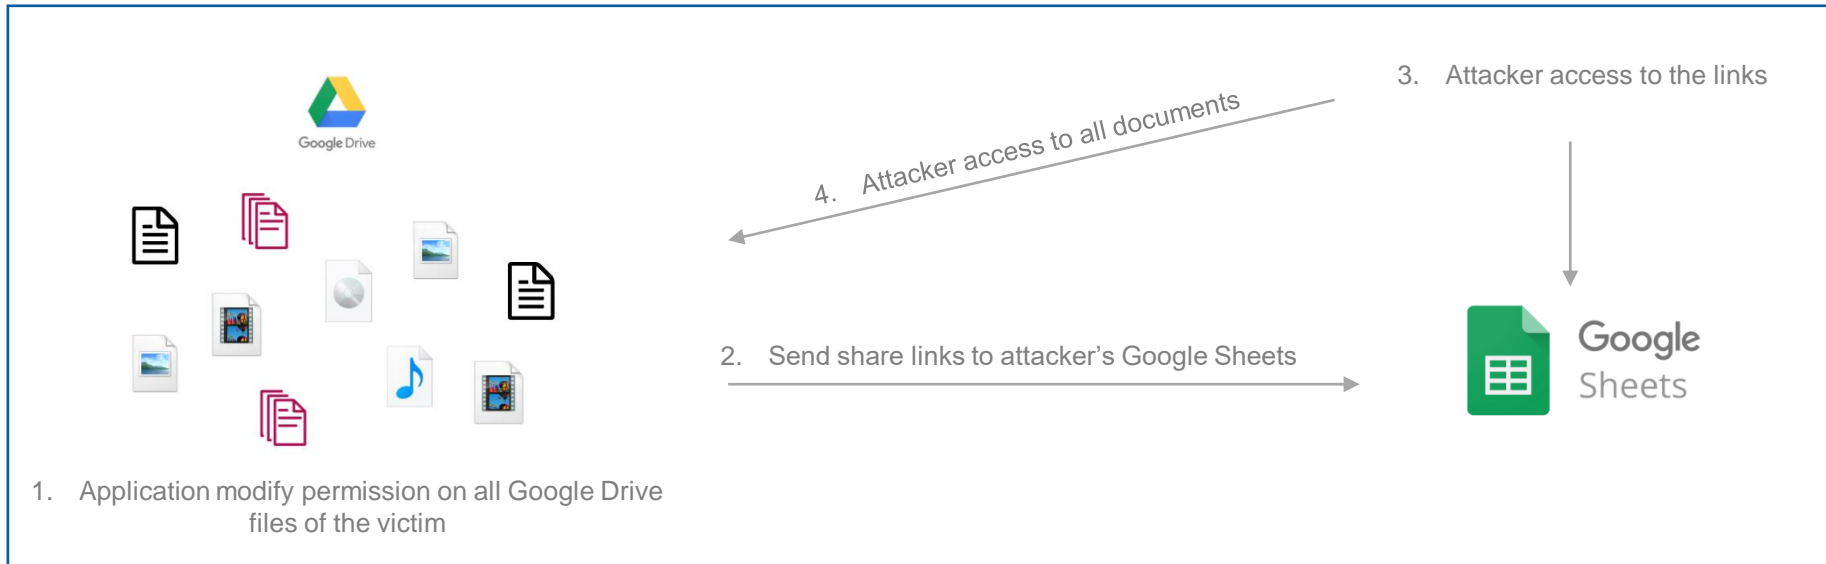 Google Drive
3. Attacker access to the links
4. Attacker access to all documents
2. Send share links to attacker's Google Sheets
Google
Sheets
1. Application modify permission on all Google Drive
files of the victim